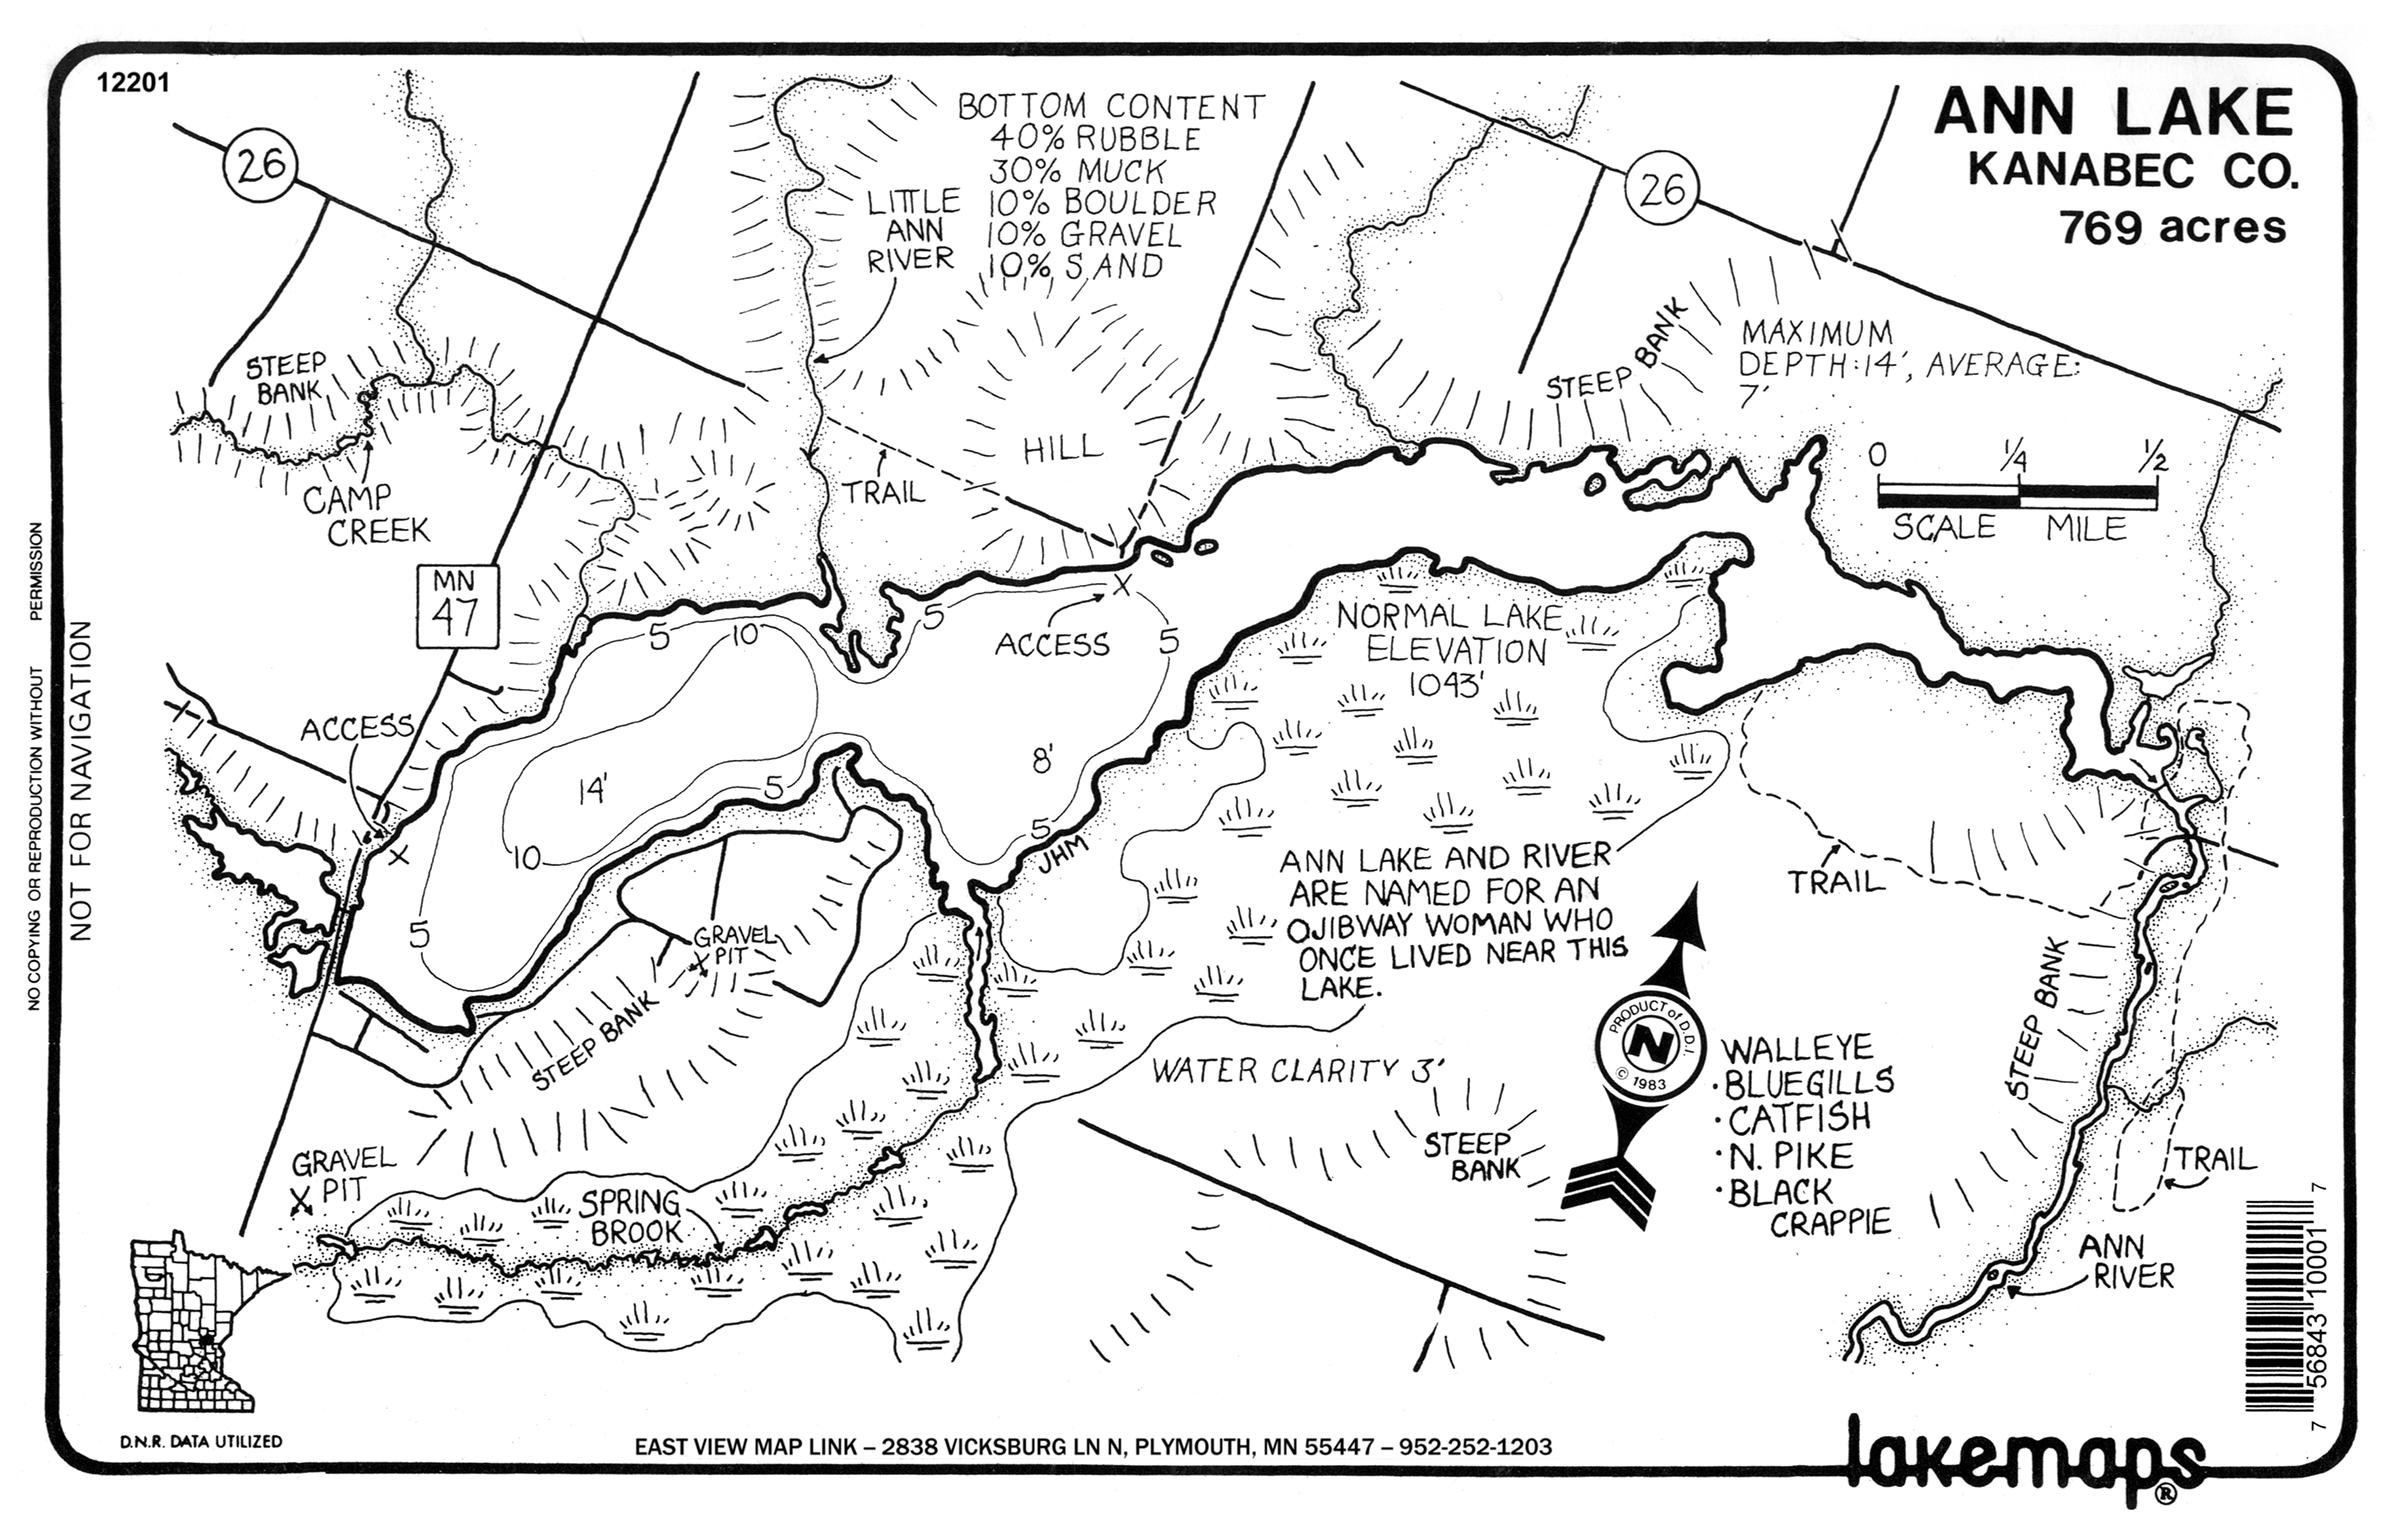 12201
ANN LAKE
KANABEC CO.
769 acres
26
BOTTOM CONTENT
40% RUBBLE
30% MUCK
10% BOULDER
10% GRAVEL
10% SAND
LITTLE
ANN
RIVER
26
STEEP BANK
MAXIMUM
DEPTH:14', AVERAGE:
7'
STEEP
BANK
HILL
TRAIL
CAMP
CREEK
0 1/4 1/2
SCALE MILE
MN
47
5
10
5
ACCESS
5
NORMAL LAKE
ELEVATION
1043'
ACCESS
14'
5
8'
5
JHM
10
5
GRAVEL
PIT
STEEP BANK
ANN LAKE AND RIVER
ARE NAMED FOR AN
OJIBWAY WOMAN WHO
ONCE LIVED NEAR THIS
LAKE.
TRAIL
STEEP BANK
PRODUCT of D.D.I
N
© 1983
WATER CLARITY 3'
WALLEYE
·BLUEGILLS
·CATFISH
·N. PIKE
·BLACK
CRAPPIE
STEEP
BANK
TRAIL
GRAVEL
PIT
SPRING
BROOK
ANN
RIVER
NO COPYING OR REPRODUCTION WITHOUT PERMISSION
NOT FOR NAVIGATION
7 56843 10001 7
D.N.R. DATA UTILIZED
EAST VIEW MAP LINK – 2838 VICKSBURG LN N, PLYMOUTH, MN 55447 – 952-252-1203
lakemaps®